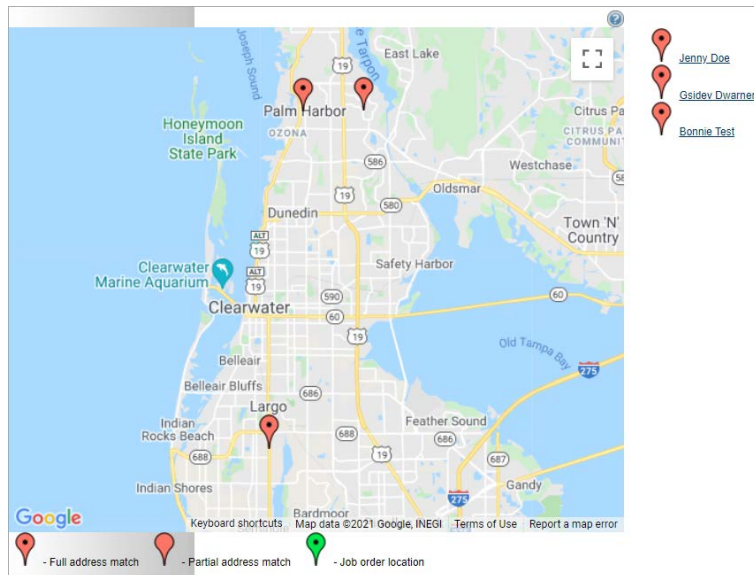 Joseph Sound
e Tarpon
East Lake
19
Palm Harbor
OZONA
Honeymoon
Island
State Park
Citrus Pa
CITRUS PA
COMMUNIT
586
Westchase
58
19
Oldsmar
580
Dunedin
Town 'N'
Country
ALT
19
Safety Harbor
Clearwater
Marine Aquarium
ALT
19
590
60
Clearwater
60
19
Old Tampa Bay
275
Belleair
Belleair Bluffs
686
Largo
Feather Sound
Indian
Rocks Beach
688
686
688
19
687
Indian Shores
275
Gandy
Bardmoor
Google
Keyboard shortcuts
Map data ©2021 Google, INEGI
Terms of Use
Report a map error
?
Jenny Doe
Gsidev Dwarner
Bonnie Test
- Full address match
- Partial address match
- Job order location